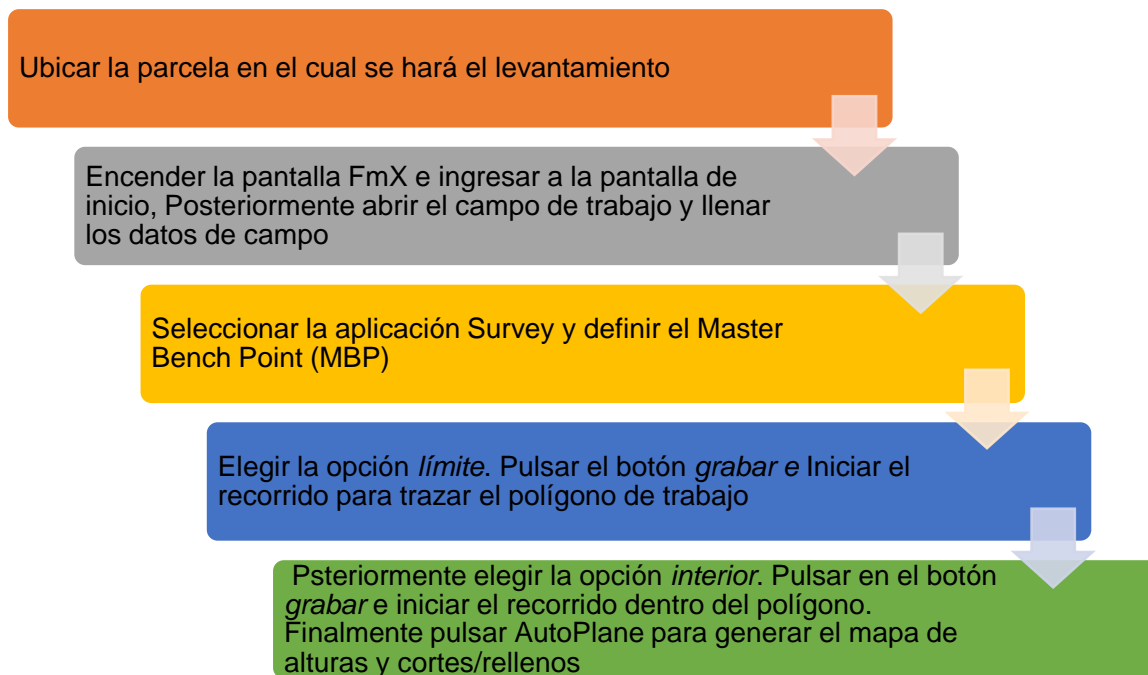 Ubicar la parcela en el cual se hará el levantamiento
Encender la pantalla FmX e ingresar a la pantalla de
inicio, Posteriormente abrir el campo de trabajo y llenar
los datos de campo
Seleccionar la aplicación Survey y definir el Master
Bench Point (MBP)
Elegir la opción límite. Pulsar el botón grabar e Iniciar el
recorrido para trazar el polígono de trabajo
Psteriormente elegir la opción interior. Pulsar en el botón
grabar e iniciar el recorrido dentro del polígono.
Finalmente pulsar AutoPlane para generar el mapa de
alturas y cortes/rellenos